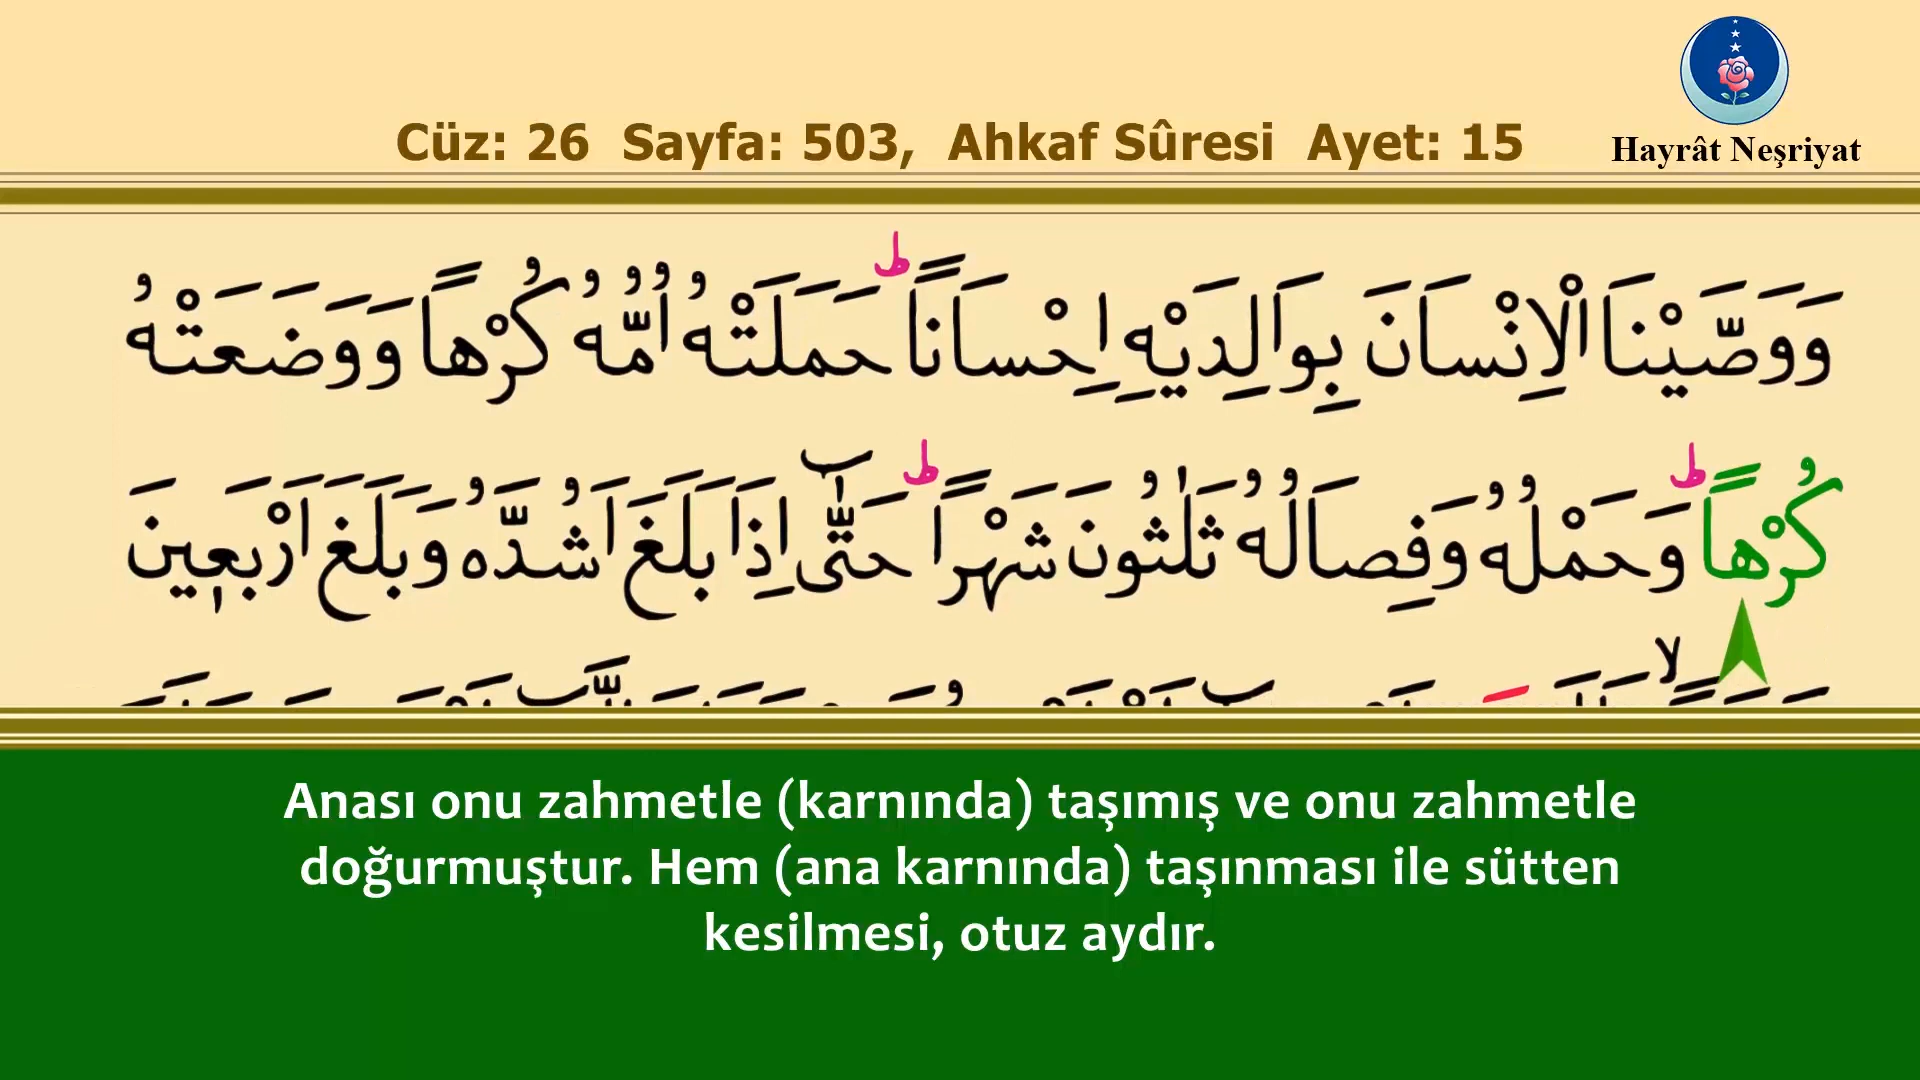 Cüz: 26 Sayfa: 503, Ahkaf Sûresi Ayet: 15
Hayrât Neşriyat
وَوَصَّيْنَا الْاِنْسَانَ بِوَالِدَيْهِ اِحْسَانًاؕ حَمَلَتْهُ اُمُّهُ كُرْهًا وَوَضَعَتْهُ
كُرْهًاؕ وَحَمْلُهُ وَفِصَالُهُ ثَلٰثُونَ شَهْرًاؕ حَتّٰٓى اِذَا بَلَغَ اَشُدَّهُ وَبَلَغَ اَرْبَعٖينَ
Anası onu zahmetle (karnında) taşımış ve onu zahmetle
doğurmuştur. Hem (ana karnında) taşınması ile sütten
kesilmesi, otuz aydır.